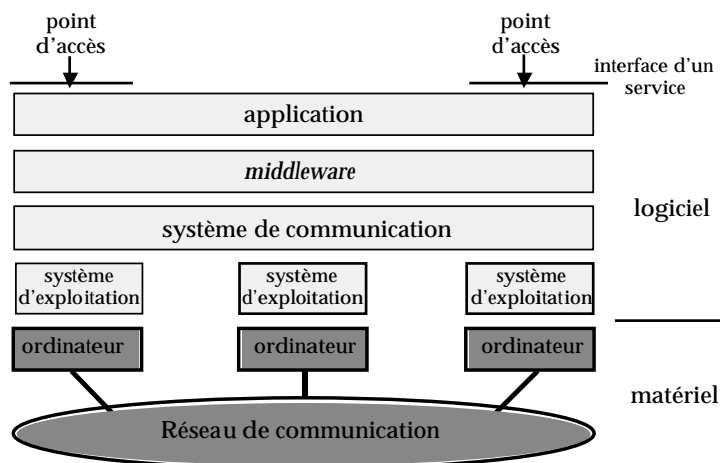 point
d'accès
point
d'accès
interface d'un
service
application
middleware
logiciel
système de communication
système
d'exploitation
système
d'exploitation
système
d'exploitation
ordinateur
ordinateur
ordinateur
matériel
Réseau de communication